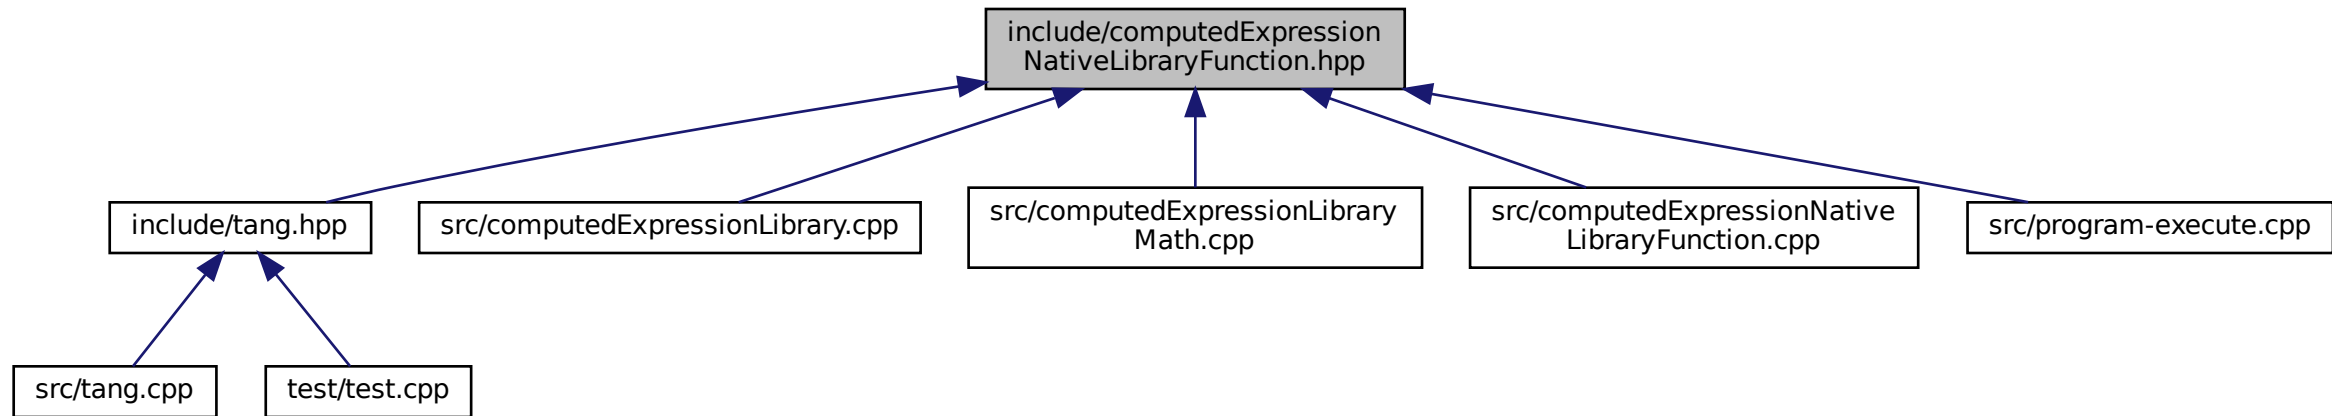 include/computedExpression
NativeLibraryFunction.hpp
include/tang.hpp
src/computedExpressionLibrary.cpp
src/computedExpressionLibrary
Math.cpp
src/computedExpressionNative
LibraryFunction.cpp
src/program-execute.cpp
src/tang.cpp
test/test.cpp